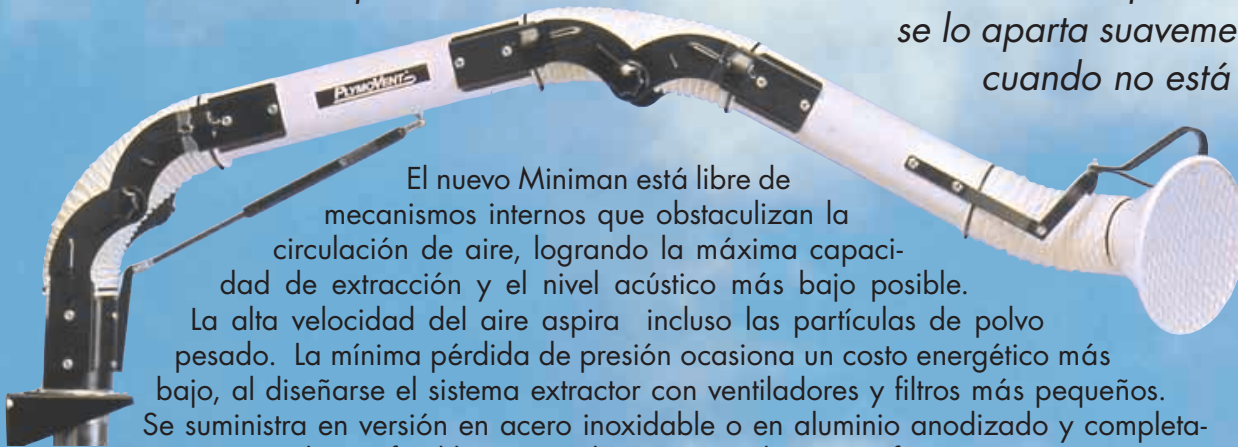 se lo aparta suaveme
cuando no está
PLYMOVENT
El nuevo Miniman está libre de
mecanismos internos que obstaculizan la
circulación de aire, logrando la máxima capaci-
dad de extracción y el nivel acústico más bajo posible.
La alta velocidad del aire aspira incluso las partículas de polvo
pesado. La mínima pérdida de presión ocasiona un costo energético más
bajo, al diseñarse el sistema extractor con ventiladores y filtros más pequeños.
Se suministra en versión en acero inoxidable o en aluminio anodizado y completa-